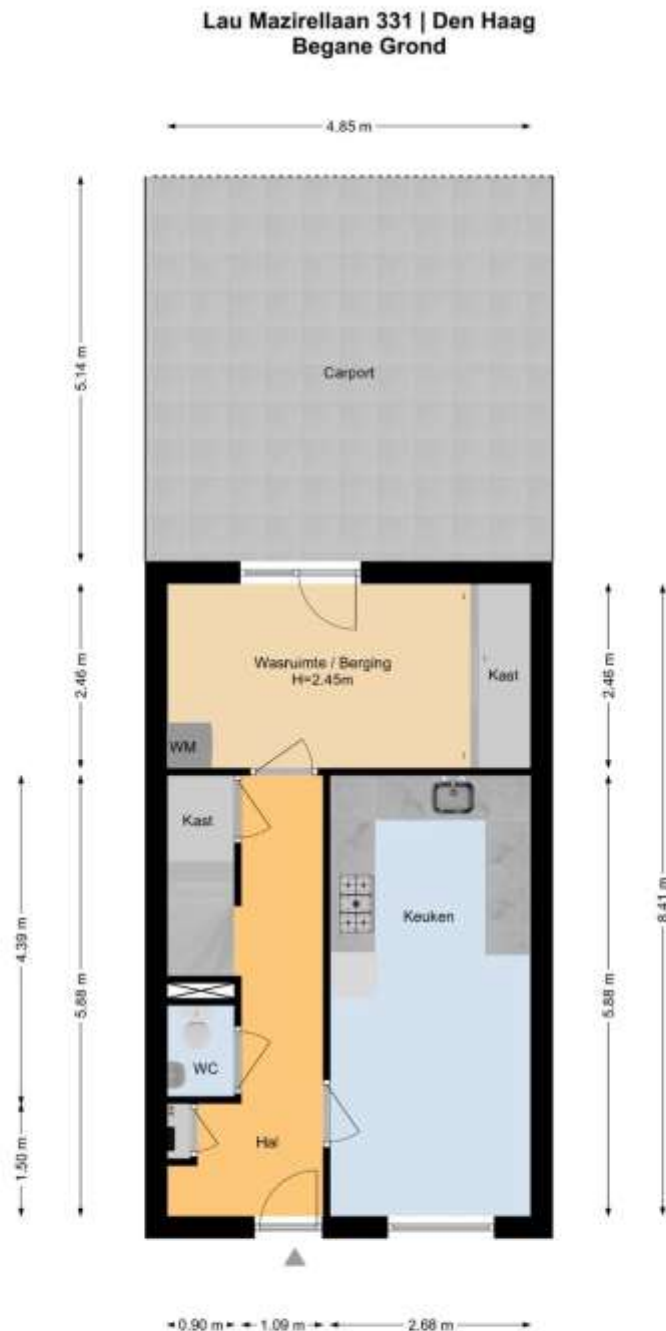 Lau Mazirellaan 331 | Den Haag
Begane Grond
4.85 m
5.14 m
Carport
2.46 m
Wasruimte / Berging
H=2.45m
Kast
2.46 m
WM
Kast
Keuken
4.39 m
5.88 m
5.88 m
8.41 m
WC
Hal
1.50 m
0.90 m
1.09 m
2.68 m